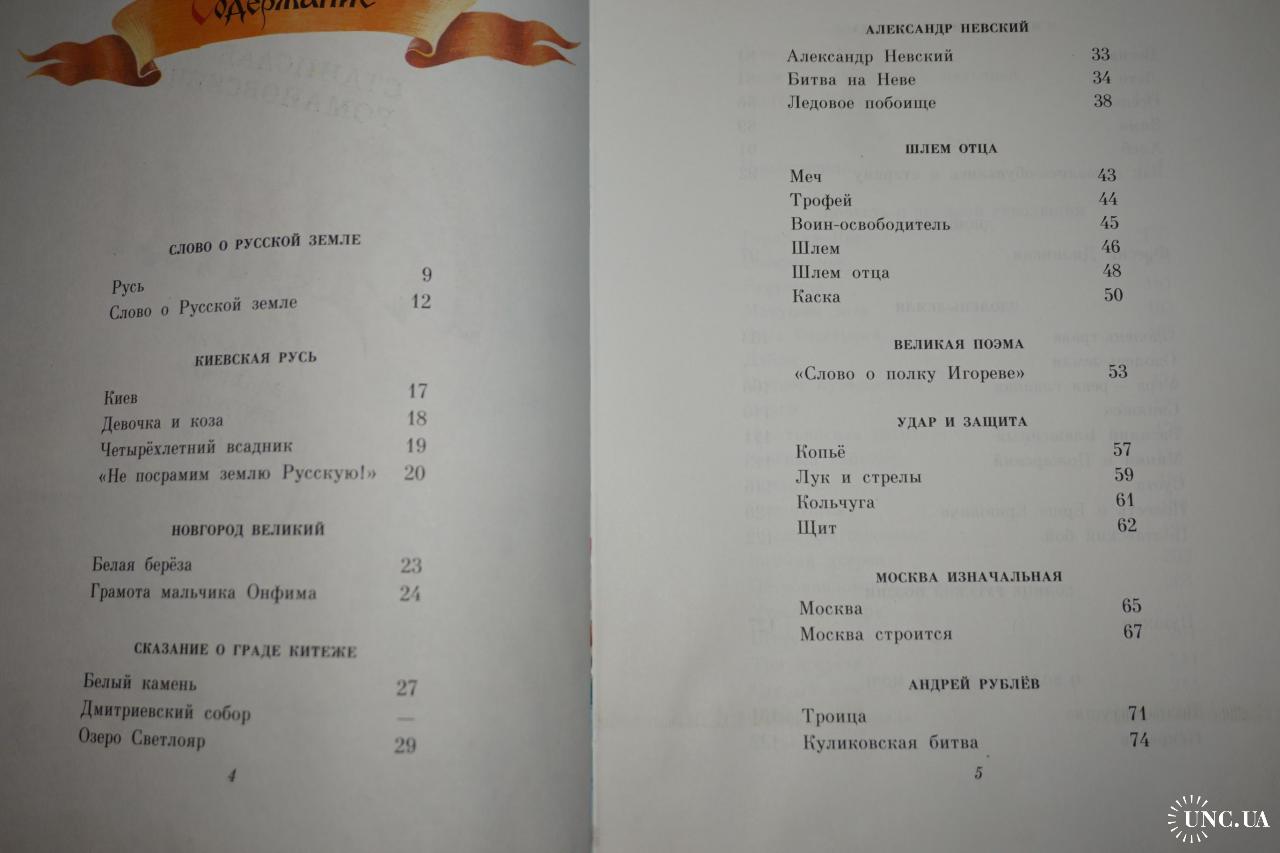 Содержание
СЛОВО О РУССКОЙ ЗЕМЛЕ
Русь 9
Слово о Русской земле 12
КИЕВСКАЯ РУСЬ
Киев 17
Девочка и коза 18
Четырёхлетний всадник 19
«Не посрамим землю Русскую!» 20
НОВГОРОД ВЕЛИКИЙ
Белая берёза 23
Грамота мальчика Онфима 24
СКАЗАНИЕ О ГРАДЕ КИТЕЖЕ
Белый камень 27
Дмитриевский собор —
Озеро Светлояр 29
4
АЛЕКСАНДР НЕВСКИЙ
Александр Невский 33
Битва на Неве 34
Ледовое побоище 38
ШЛЕМ ОТЦА
Меч 43
Трофей 44
Воин-освободитель 45
Шлем 46
Шлем отца 48
Каска 50
ВЕЛИКАЯ ПОЭМА
«Слово о полку Игореве» 53
УДАР И ЗАЩИТА
Копьё 57
Лук и стрелы 59
Кольчуга 61
Щит 62
МОСКВА ИЗНАЧАЛЬНАЯ
Москва 65
Москва строится 67
АНДРЕЙ РУБЛЁВ
Троица 71
Куликовская битва 74
5
UNC.UA